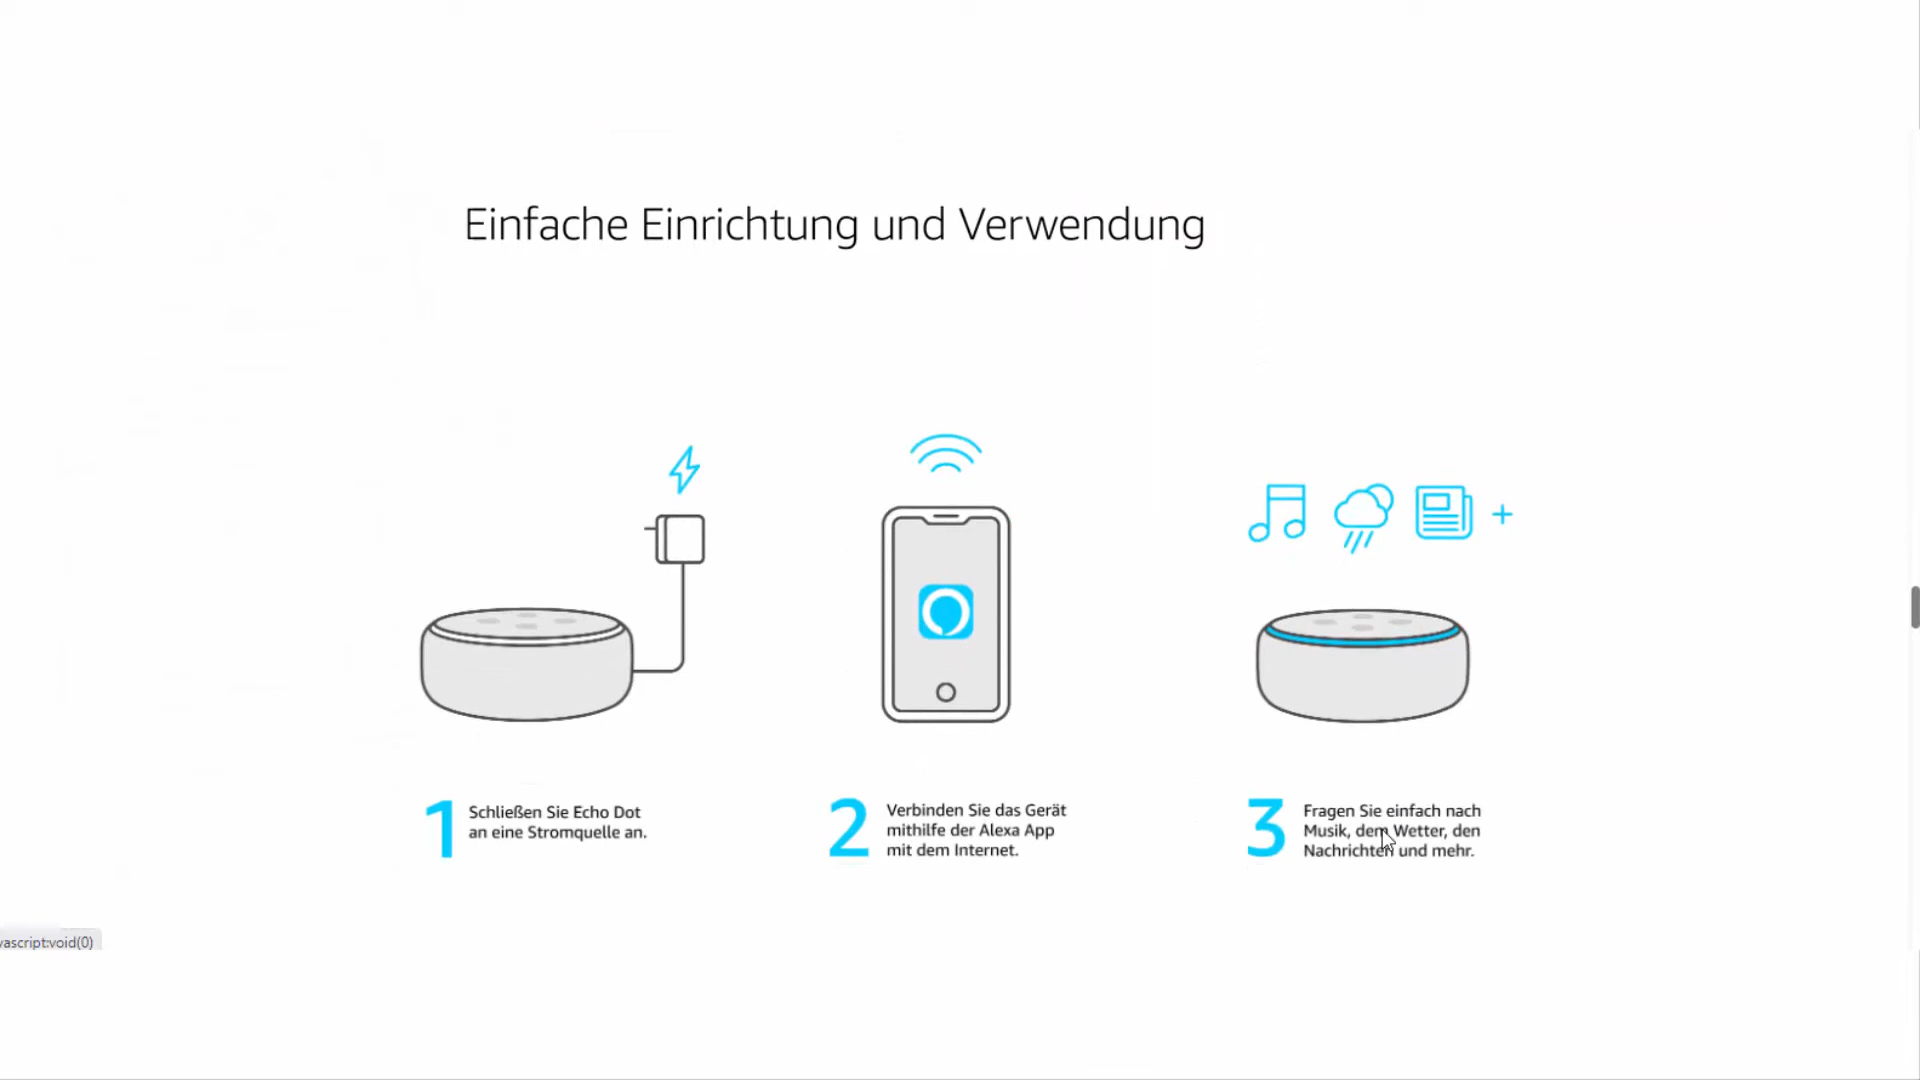 Einfache Einrichtung und Verwendung
1 Schließen Sie Echo Dot
an eine Stromquelle an.
2 Verbinden Sie das Gerät
mithilfe der Alexa App
mit dem Internet.
3 Fragen Sie einfach nach
Musik, dem Wetter, den
Nachrichten und mehr.
vascript:void(0)